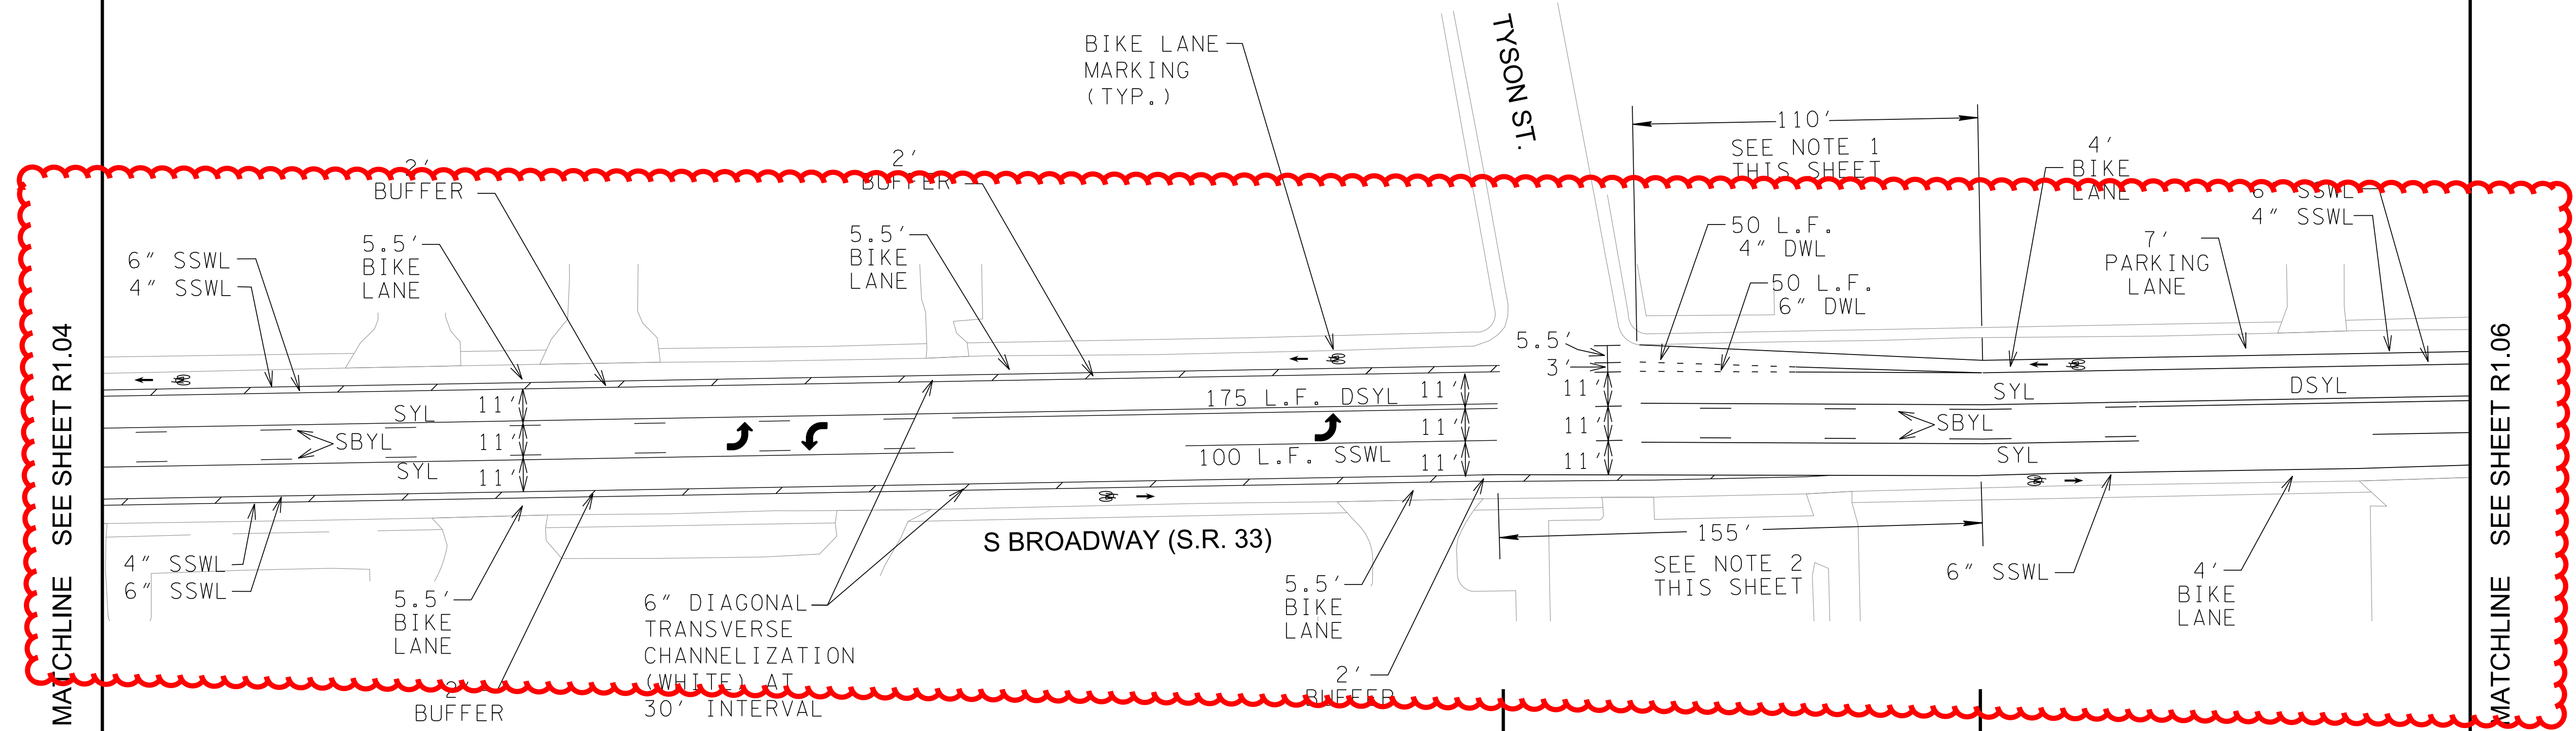 BIKE LANE
MARKING
(TYP.)
TYSON ST.
110'
SEE NOTE 1
THIS SHEET
4'
BIKE
LANE
6" SSWL
4" SSWL
7'
PARKING
LANE
2'
BUFFER
2'
BUFFER
5.5'
BIKE
LANE
5.5'
BIKE
LANE
6" SSWL
4" SSWL
50 L.F.
4" DWL
50 L.F.
6" DWL
MATCHLINE SEE SHEET R1.04
MATCHLINE SEE SHEET R1.06
5.5'
3'
11'
11'
11'
11'
11'
11'
11'
11'
11'
SYL
SBYL
SYL
175 L.F. DSYL
100 L.F. SSWL
SYL
DSYL
SBYL
SYL
S BROADWAY (S.R. 33)
155'
SEE NOTE 2
THIS SHEET
4" SSWL
6" SSWL
5.5'
BIKE
LANE
2'
BUFFER
6" DIAGONAL
TRANSVERSE
CHANNELIZATION
(WHITE) AT
30' INTERVAL
5.5'
BIKE
LANE
2'
BUFFER
6" SSWL
4'
BIKE
LANE